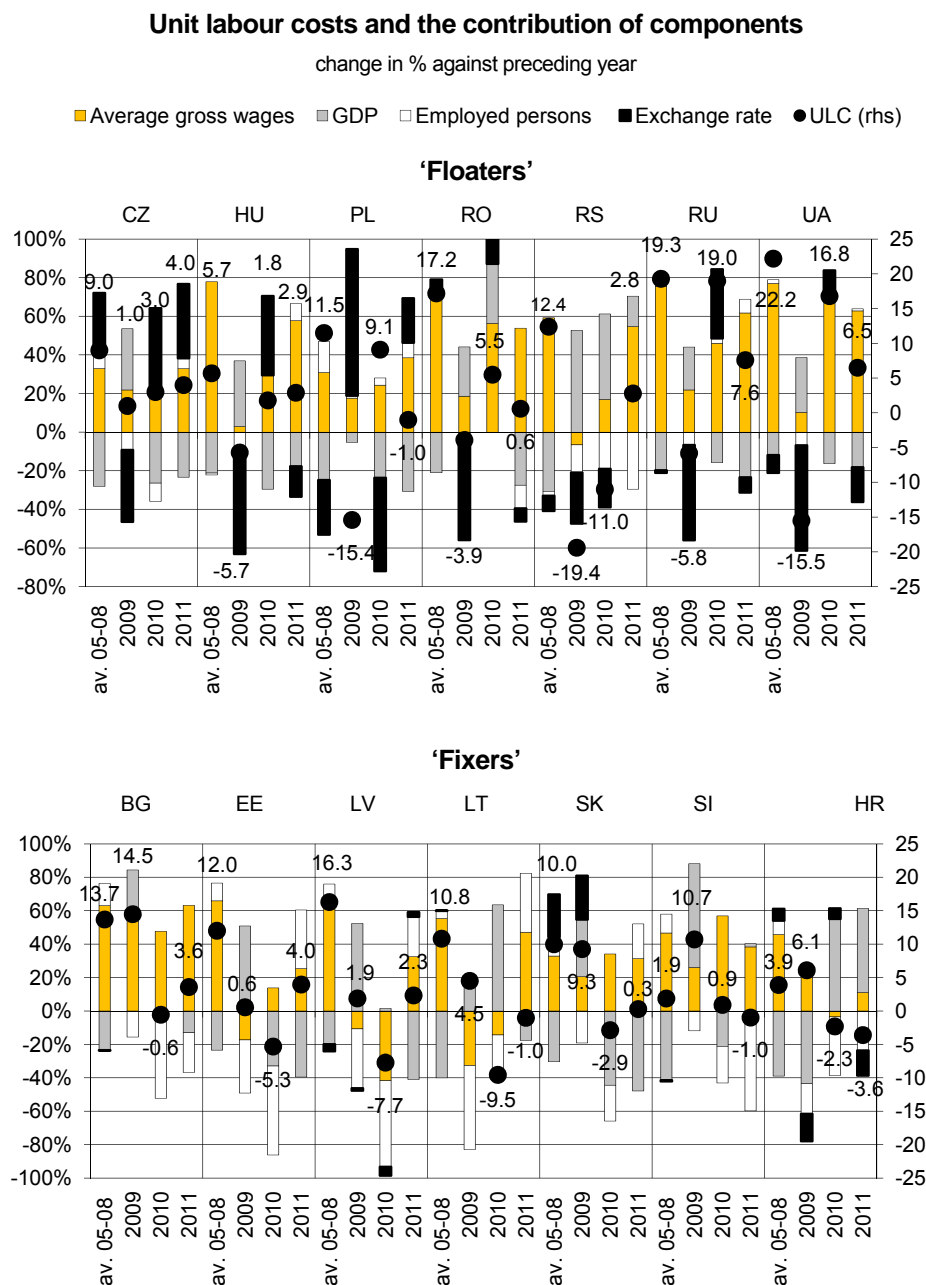 Unit labour costs and the contribution of components
change in % against preceding year
Average gross wages GDP Employed persons Exchange rate ULC (rhs)
'Floaters'
CZ HU PL RO RS RU UA
100% 25
80% 20
60% 15
40% 10
20% 5
0% 0
-20% -5
-40% -10
-60% -15
-80% -20
-25
9.0 1.0 3.0 4.0 5.7 -5.7 1.8 2.9 11.5 -15.4 9.1 -1.0 17.2 -3.9 5.5 0.6 12.4 -19.4 -11.0 2.8 19.3 -5.8 19.0 7.6 22.2 -15.5 16.8 6.5
av. 05-08 2009 2010 2011 av. 05-08 2009 2010 2011 av. 05-08 2009 2010 2011 av. 05-08 2009 2010 2011 av. 05-08 2009 2010 2011 av. 05-08 2009 2010 2011 av. 05-08 2009 2010 2011
'Fixers'
BG EE LV LT SK SI HR
100% 25
80% 20
60% 15
40% 10
20% 5
0% 0
-20% -5
-40% -10
-60% -15
-80% -20
-100% -25
13.7 14.5 -0.6 3.6 12.0 0.6 -5.3 4.0 16.3 1.9 -7.7 2.3 10.8 4.5 -9.5 -1.0 10.0 9.3 -2.9 0.3 1.9 10.7 0.9 -1.0 3.9 6.1 -2.3 -3.6
av. 05-08 2009 2010 2011 av. 05-08 2009 2010 2011 av. 05-08 2009 2010 2011 av. 05-08 2009 2010 2011 av. 05-08 2009 2010 2011 av. 05-08 2009 2010 2011 av. 05-08 2009 2010 2011